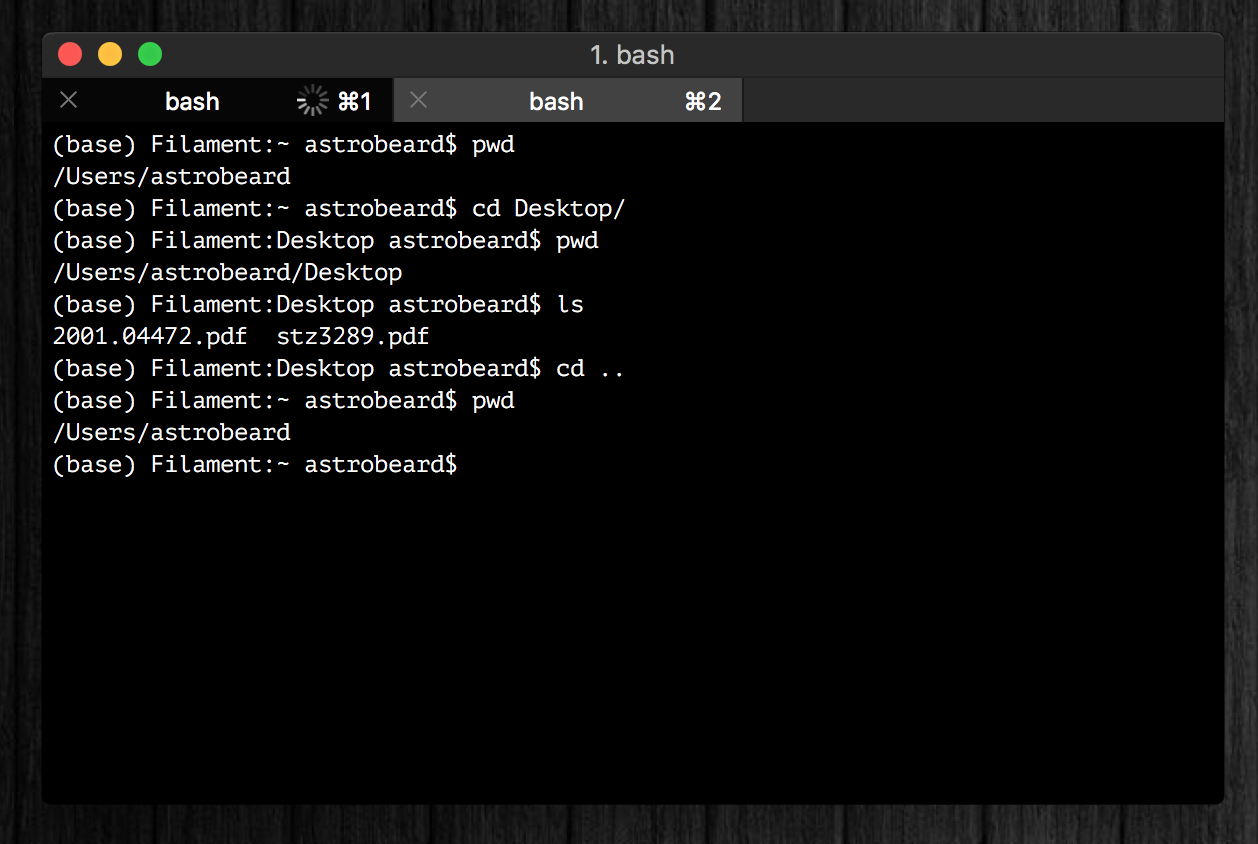 1. bash
bash ⌘1 bash ⌘2
(base) Filament:~ astrobeard$ pwd
/Users/astrobeard
(base) Filament:~ astrobeard$ cd Desktop/
(base) Filament:Desktop astrobeard$ pwd
/Users/astrobeard/Desktop
(base) Filament:Desktop astrobeard$ ls
2001.04472.pdf  stz3289.pdf
(base) Filament:Desktop astrobeard$ cd ..
(base) Filament:~ astrobeard$ pwd
/Users/astrobeard
(base) Filament:~ astrobeard$